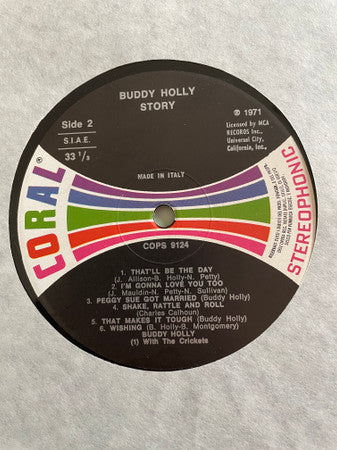 BUDDY HOLLY
STORY
Side 2
S.I.A.E.
33 1/3
℗ 1971
Licensed by MCA
RECORDS Inc.,
Universal City,
California, Inc.,
MADE IN ITALY
CORAL®
STEREOPHONIC
COPS 9124
1. THAT'LL BE THE DAY
(J. Allison-B. Holly-N. Petty)
2. I'M GONNA LOVE YOU TOO
(J. Mauldin-N. Petty-N. Sullivan)
3. PEGGY SUE GOT MARRIED (Buddy Holly)
4. SHAKE, RATTLE AND ROLL
(Charles Calhoun)
5. THAT MAKES IT TOUGH (Buddy Holly)
6. WISHING (B. Holly-B. Montgomery)
BUDDY HOLLY
(1) With The Crickets